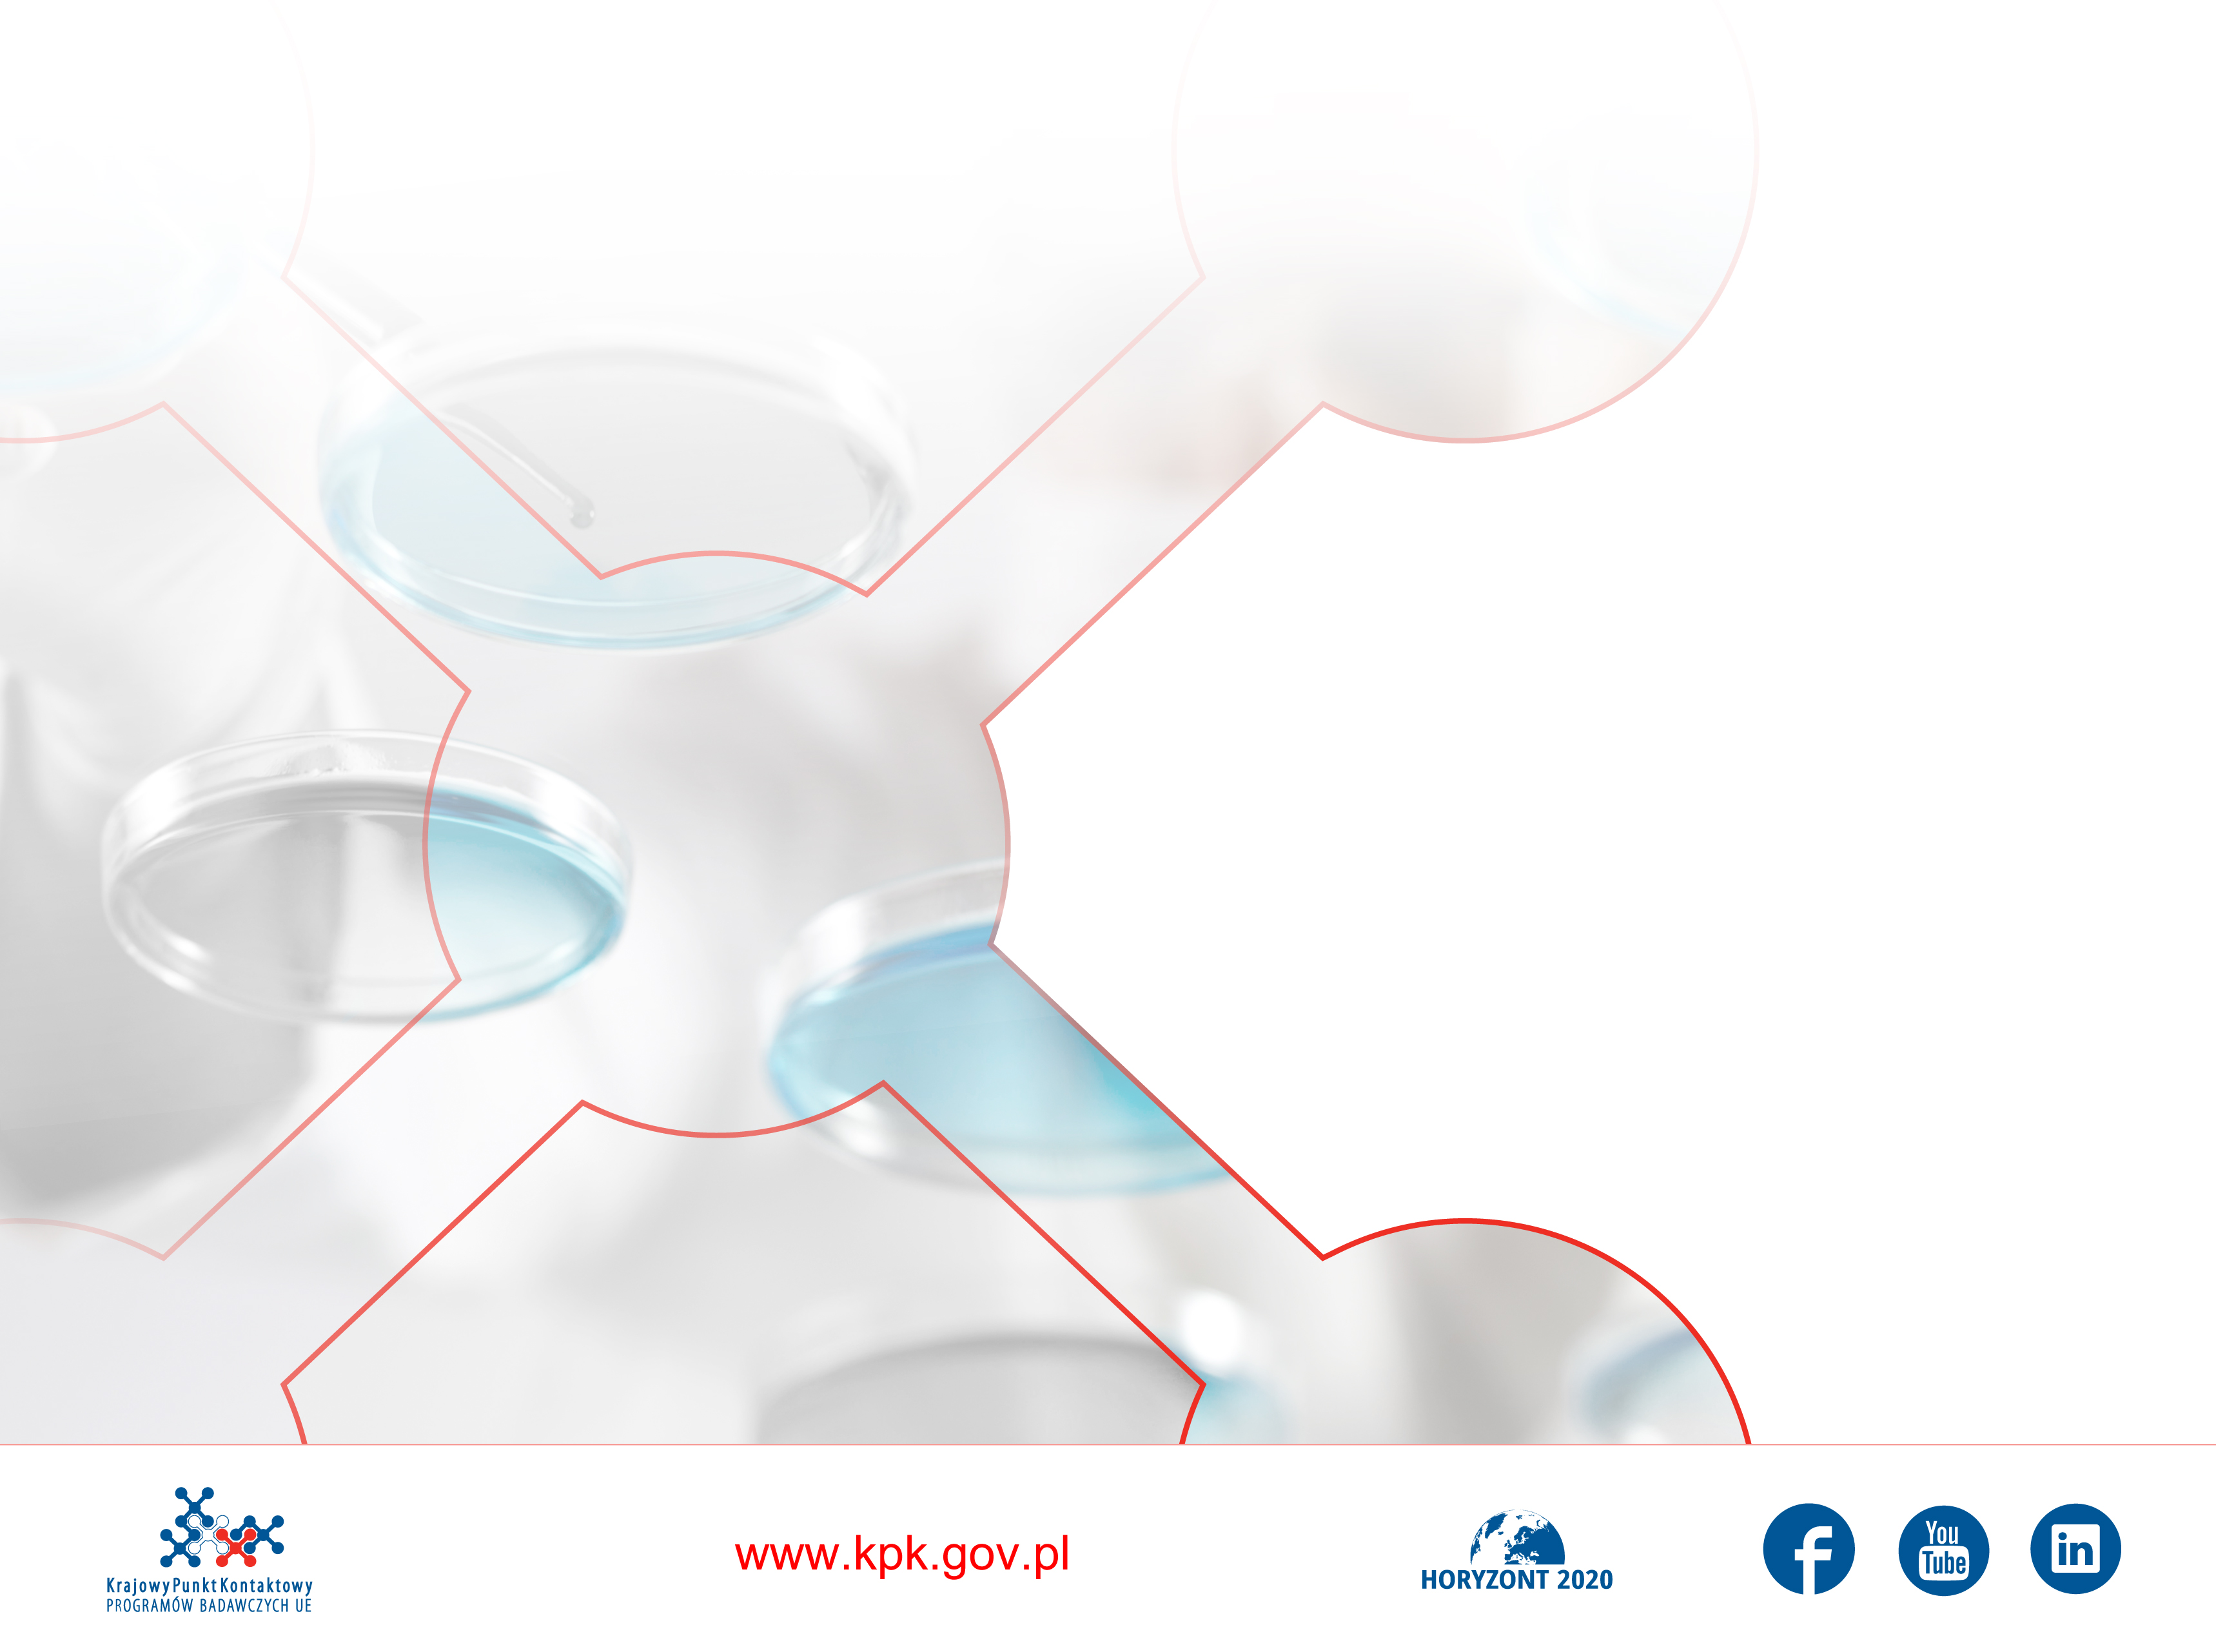 Krajowy Punkt Kontaktowy
PROGRAMÓW BADAWCZYCH UE
www.kpk.gov.pl
HORYZONT 2020
You
Tube
in